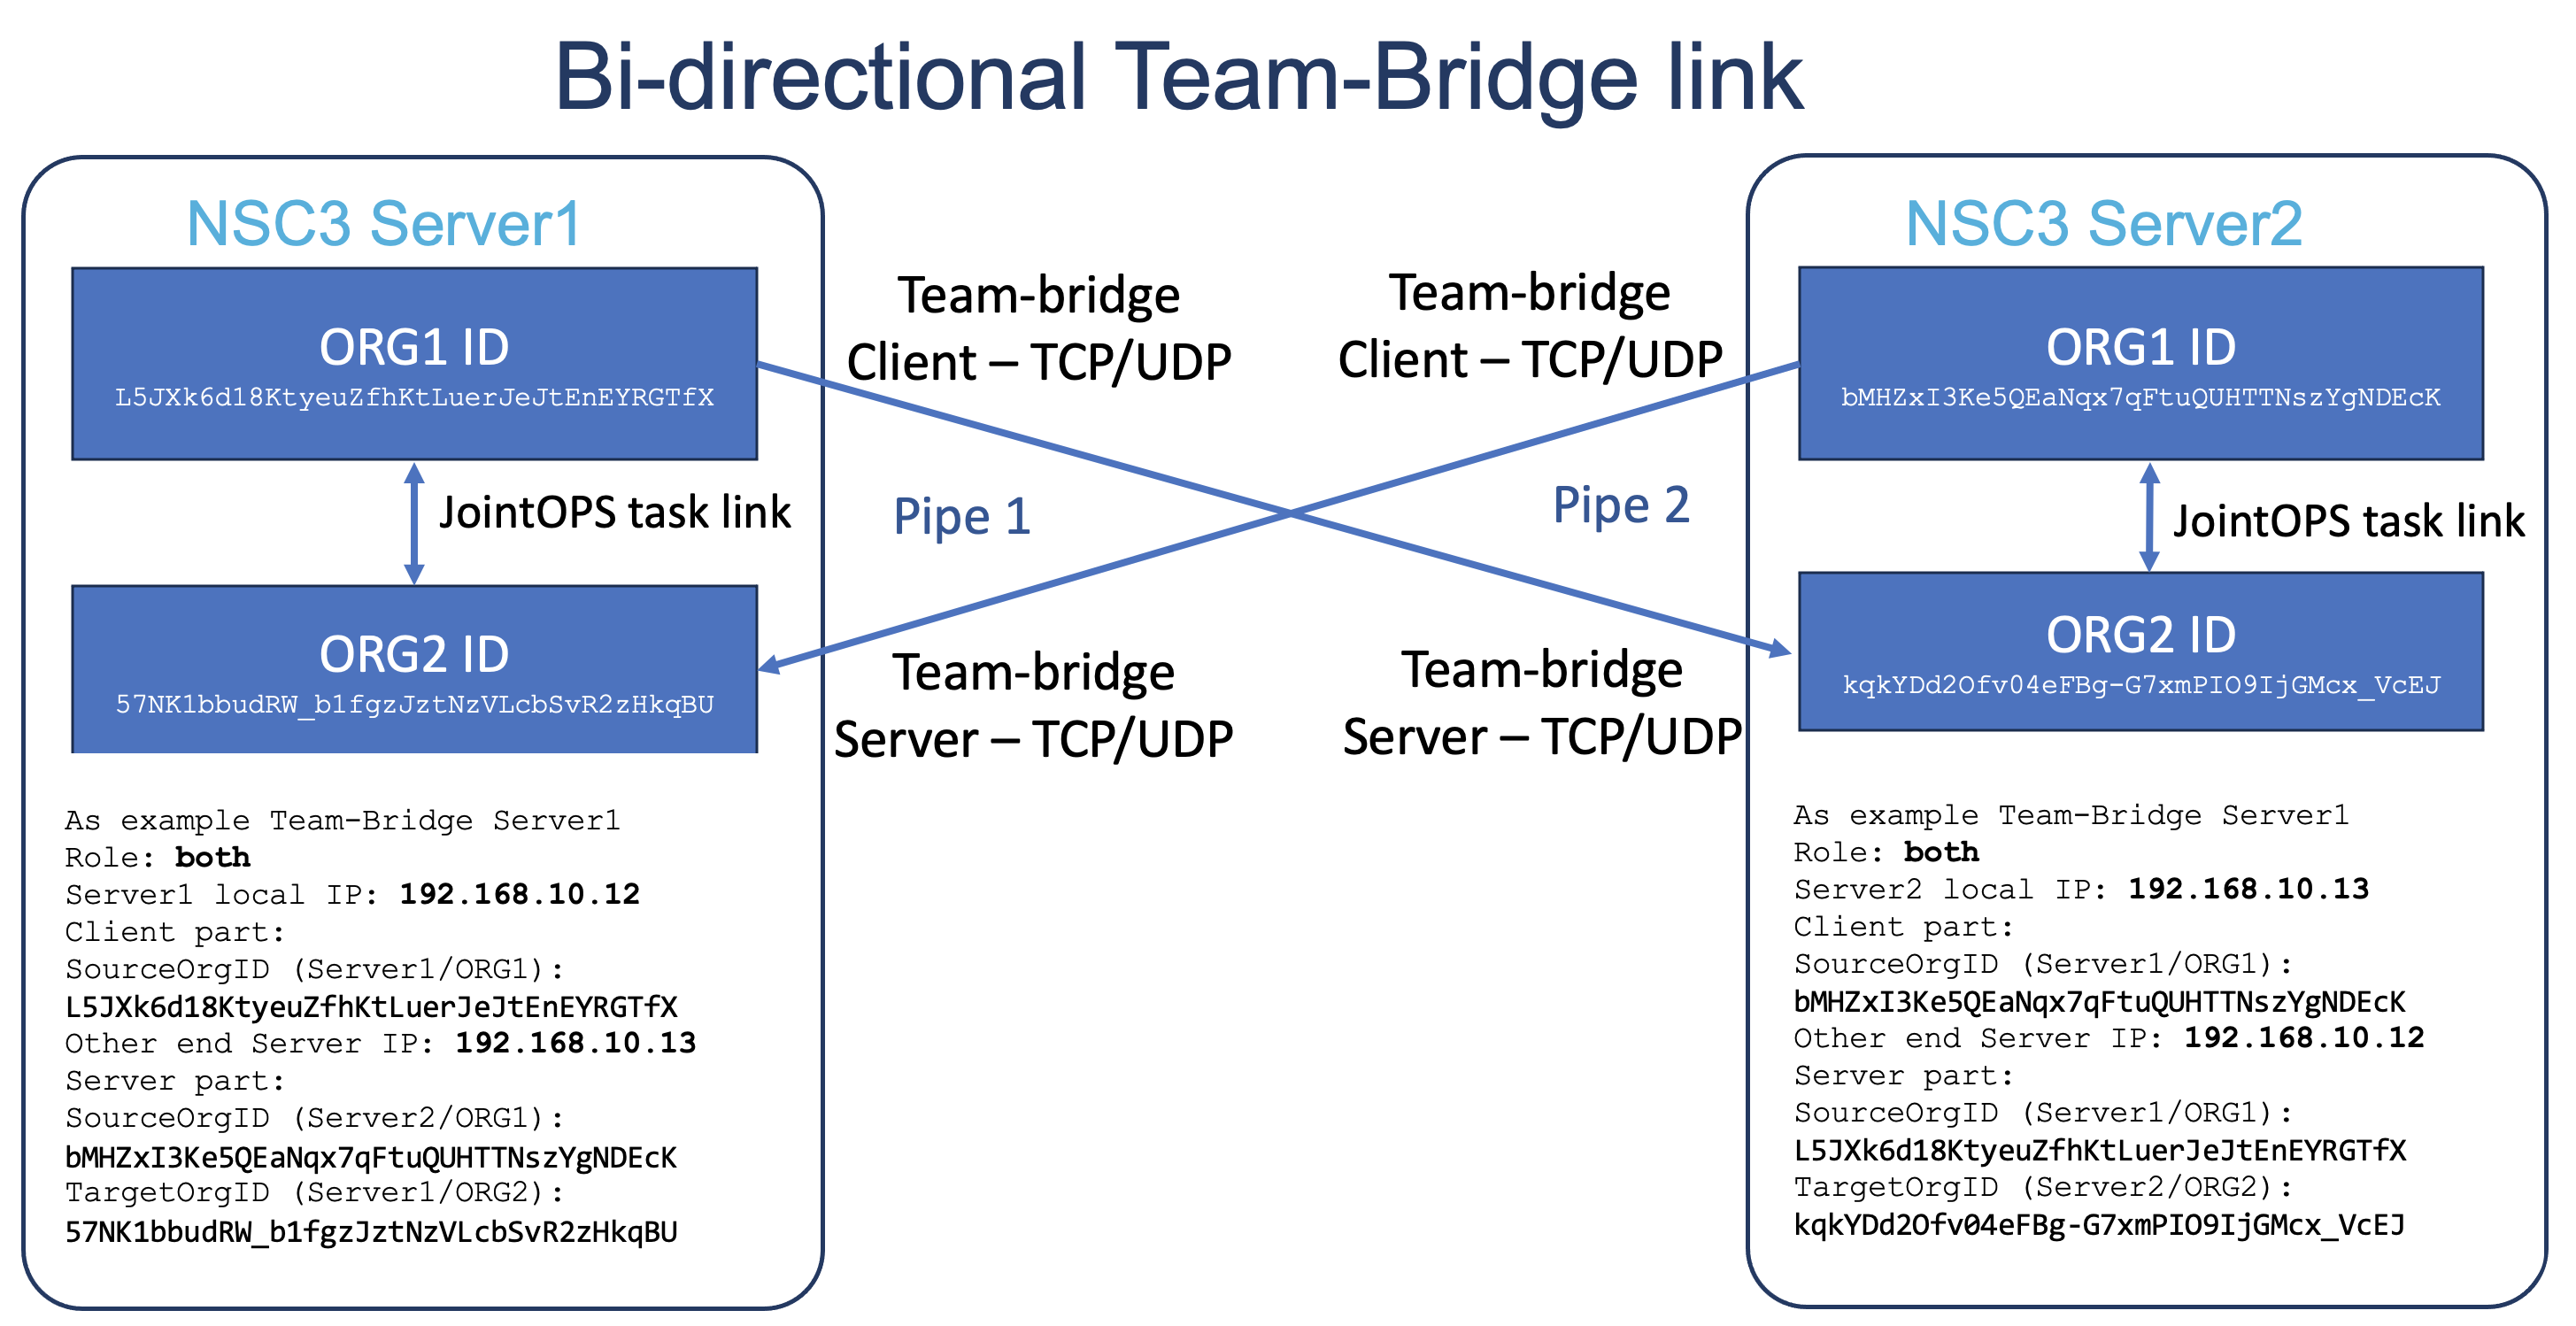 Bi-directional Team-Bridge link
NSC3 Server1
ORG1 ID
L5JXk6d18KtyeuZfhKtLuerJeJtEnEYRGTfX
JointOPS task link
ORG2 ID
57NK1bbudRW_b1fgzJztNzVLcbSvR2zHkqBU
As example Team-Bridge Server1
Role: both
Server1 local IP: 192.168.10.12
Client part:
SourceOrgID (Server1/ORG1):
L5JXk6d18KtyeuZfhKtLuerJeJtEnEYRGTfX
Other end Server IP: 192.168.10.13
Server part:
SourceOrgID (Server2/ORG1):
bMHZxI3Ke5QEaNqx7qFtuQUHTTNszYgNDEcK
TargetOrgID (Server1/ORG2):
57NK1bbudRW_b1fgzJztNzVLcbSvR2zHkqBU
Team-bridge
Client – TCP/UDP
Pipe 1
Team-bridge
Server – TCP/UDP
Team-bridge
Client – TCP/UDP
Pipe 2
Team-bridge
Server – TCP/UDP
NSC3 Server2
ORG1 ID
bMHZxI3Ke5QEaNqx7qFtuQUHTTNszYgNDEcK
JointOPS task link
ORG2 ID
kqkYDd2Ofv04eFBg-G7xmPIO9IjGMcx_VcEJ
As example Team-Bridge Server1
Role: both
Server2 local IP: 192.168.10.13
Client part:
SourceOrgID (Server1/ORG1):
bMHZxI3Ke5QEaNqx7qFtuQUHTTNszYgNDEcK
Other end Server IP: 192.168.10.12
Server part:
SourceOrgID (Server1/ORG1):
L5JXk6d18KtyeuZfhKtLuerJeJtEnEYRGTfX
TargetOrgID (Server2/ORG2):
kqkYDd2Ofv04eFBg-G7xmPIO9IjGMcx_VcEJ